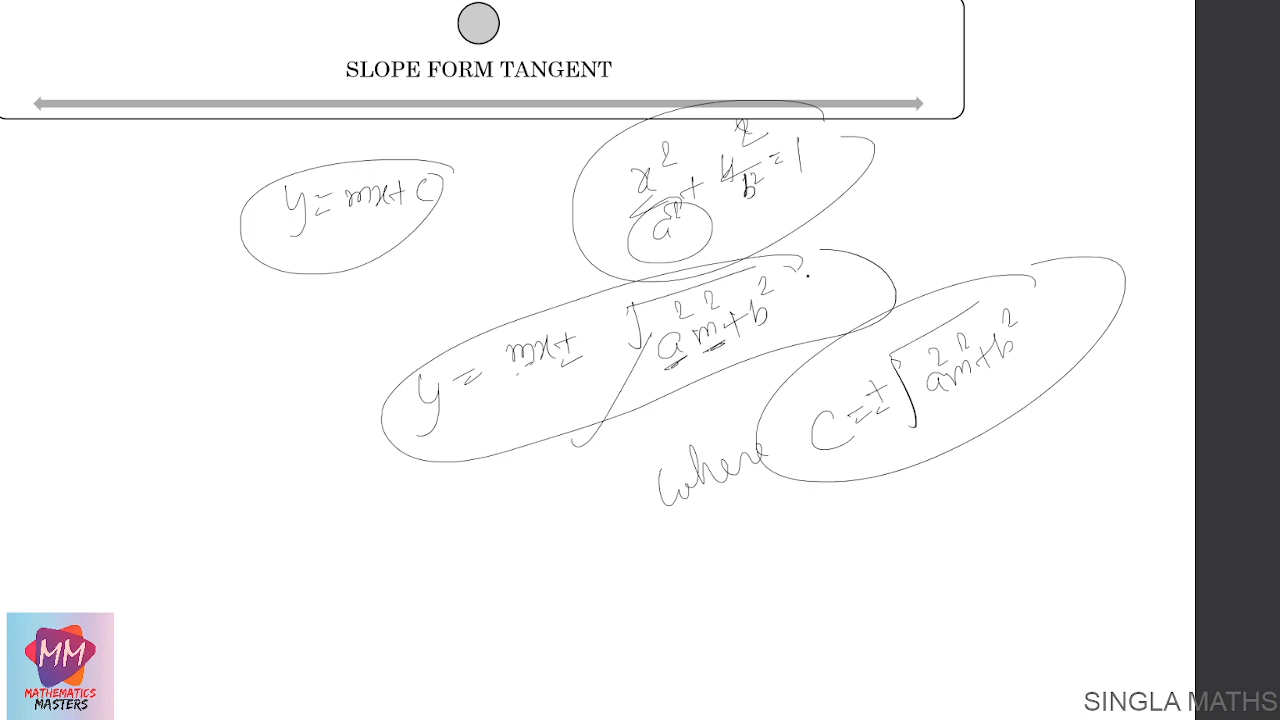 SLOPE FORM TANGENT
y = mx + c
x²/a² + y²/b² = 1
y = mx ± √a²m² + b²
where c = ± √a²m² + b²
MM
MATHEMATICS
MASTERS
SINGLA MATHS